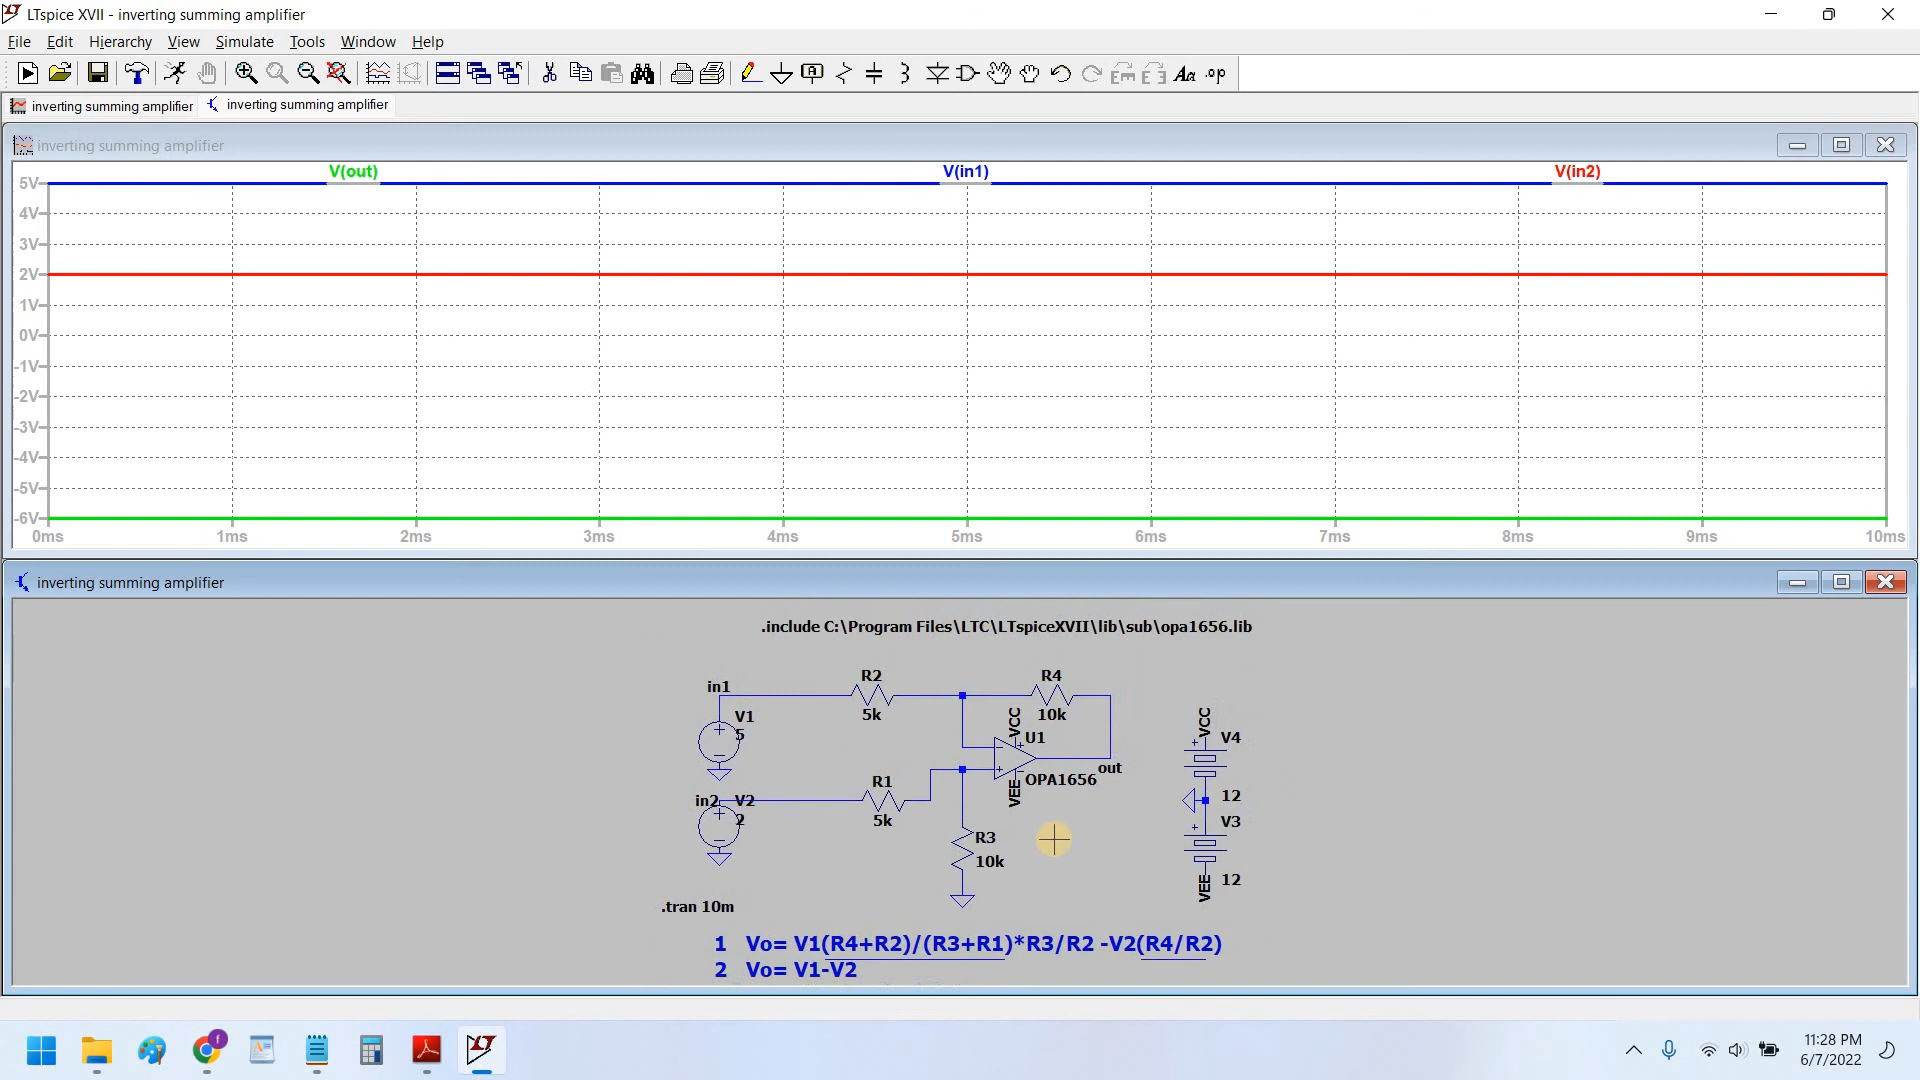 LTspice XVII - inverting summing amplifier
File Edit Hierarchy View Simulate Tools Window Help
Aa .op
inverting summing amplifier inverting summing amplifier
inverting summing amplifier
V(out) V(in1) V(in2)
5V
4V
3V
2V
1V
0V
-1V
-2V
-3V
-4V
-5V
-6V
0ms 1ms 2ms 3ms 4ms 5ms 6ms 7ms 8ms 9ms 10ms
inverting summing amplifier
.include C:\Program Files\LTC\LTspiceXVII\lib\sub\opa1656.lib
R2 R4
in1
5k 10k
V1
5
VCC
U1
VCC
V4
out
OPA1656
VEE
R1
in2 V2
2
5k
12
V3
R3
10k
VEE
12
.tran 10m
1 Vo= V1(R4+R2)/(R3+R1)*R3/R2 -V2(R4/R2)
2 Vo= V1-V2
11:28 PM
6/7/2022